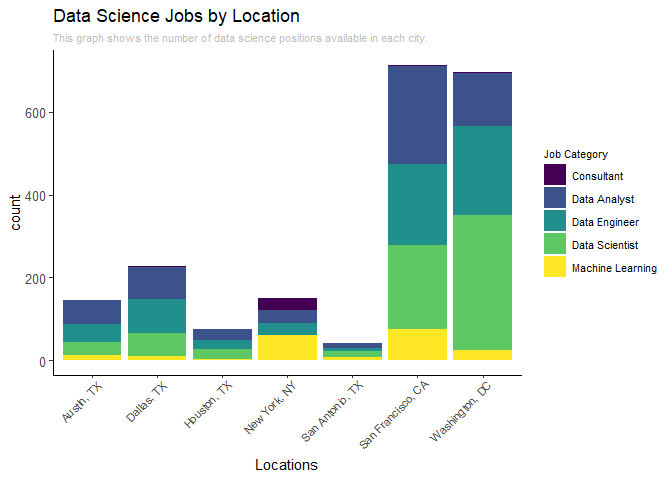 Data Science Jobs by Location
This graph shows the number of data science positions available in each city.
count
600
400
200
0
Austin, TX
Dallas, TX
Houston, TX
New York, NY
San Antonio, TX
San Francisco, CA
Washington, DC
Locations
Job Category
Consultant
Data Analyst
Data Engineer
Data Scientist
Machine Learning